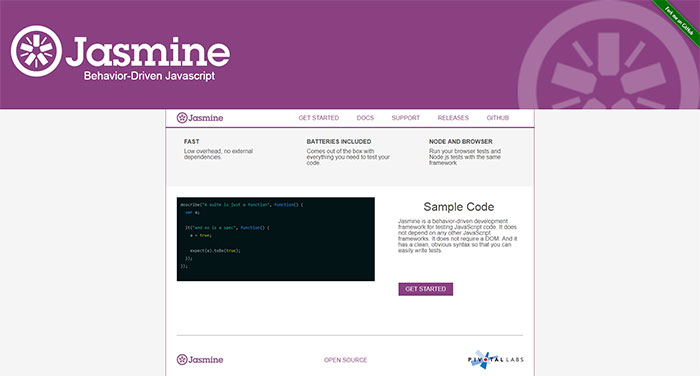 Fork me on GitHub
Jasmine
Behavior-Driven Javascript
Jasmine GET STARTED DOCS SUPPORT RELEASES GITHUB
FAST
Low overhead, no external
dependencies.
BATTERIES INCLUDED
Comes out of the box with
everything you need to test your
code.
NODE AND BROWSER
Run your browser tests and
Node.js tests with the same
framework.
describe("A suite is just a function", function() {
var a;
it("and so is a spec", function() {
a = true;
expect(a).toBe(true);
});
});
Sample Code
Jasmine is a behavior-driven development
framework for testing JavaScript code. It does
not depend on any other JavaScript
frameworks. It does not require a DOM. And it
has a clean, obvious syntax so that you can
easily write tests.
GET STARTED
Jasmine OPEN SOURCE PIVOTAL LABS